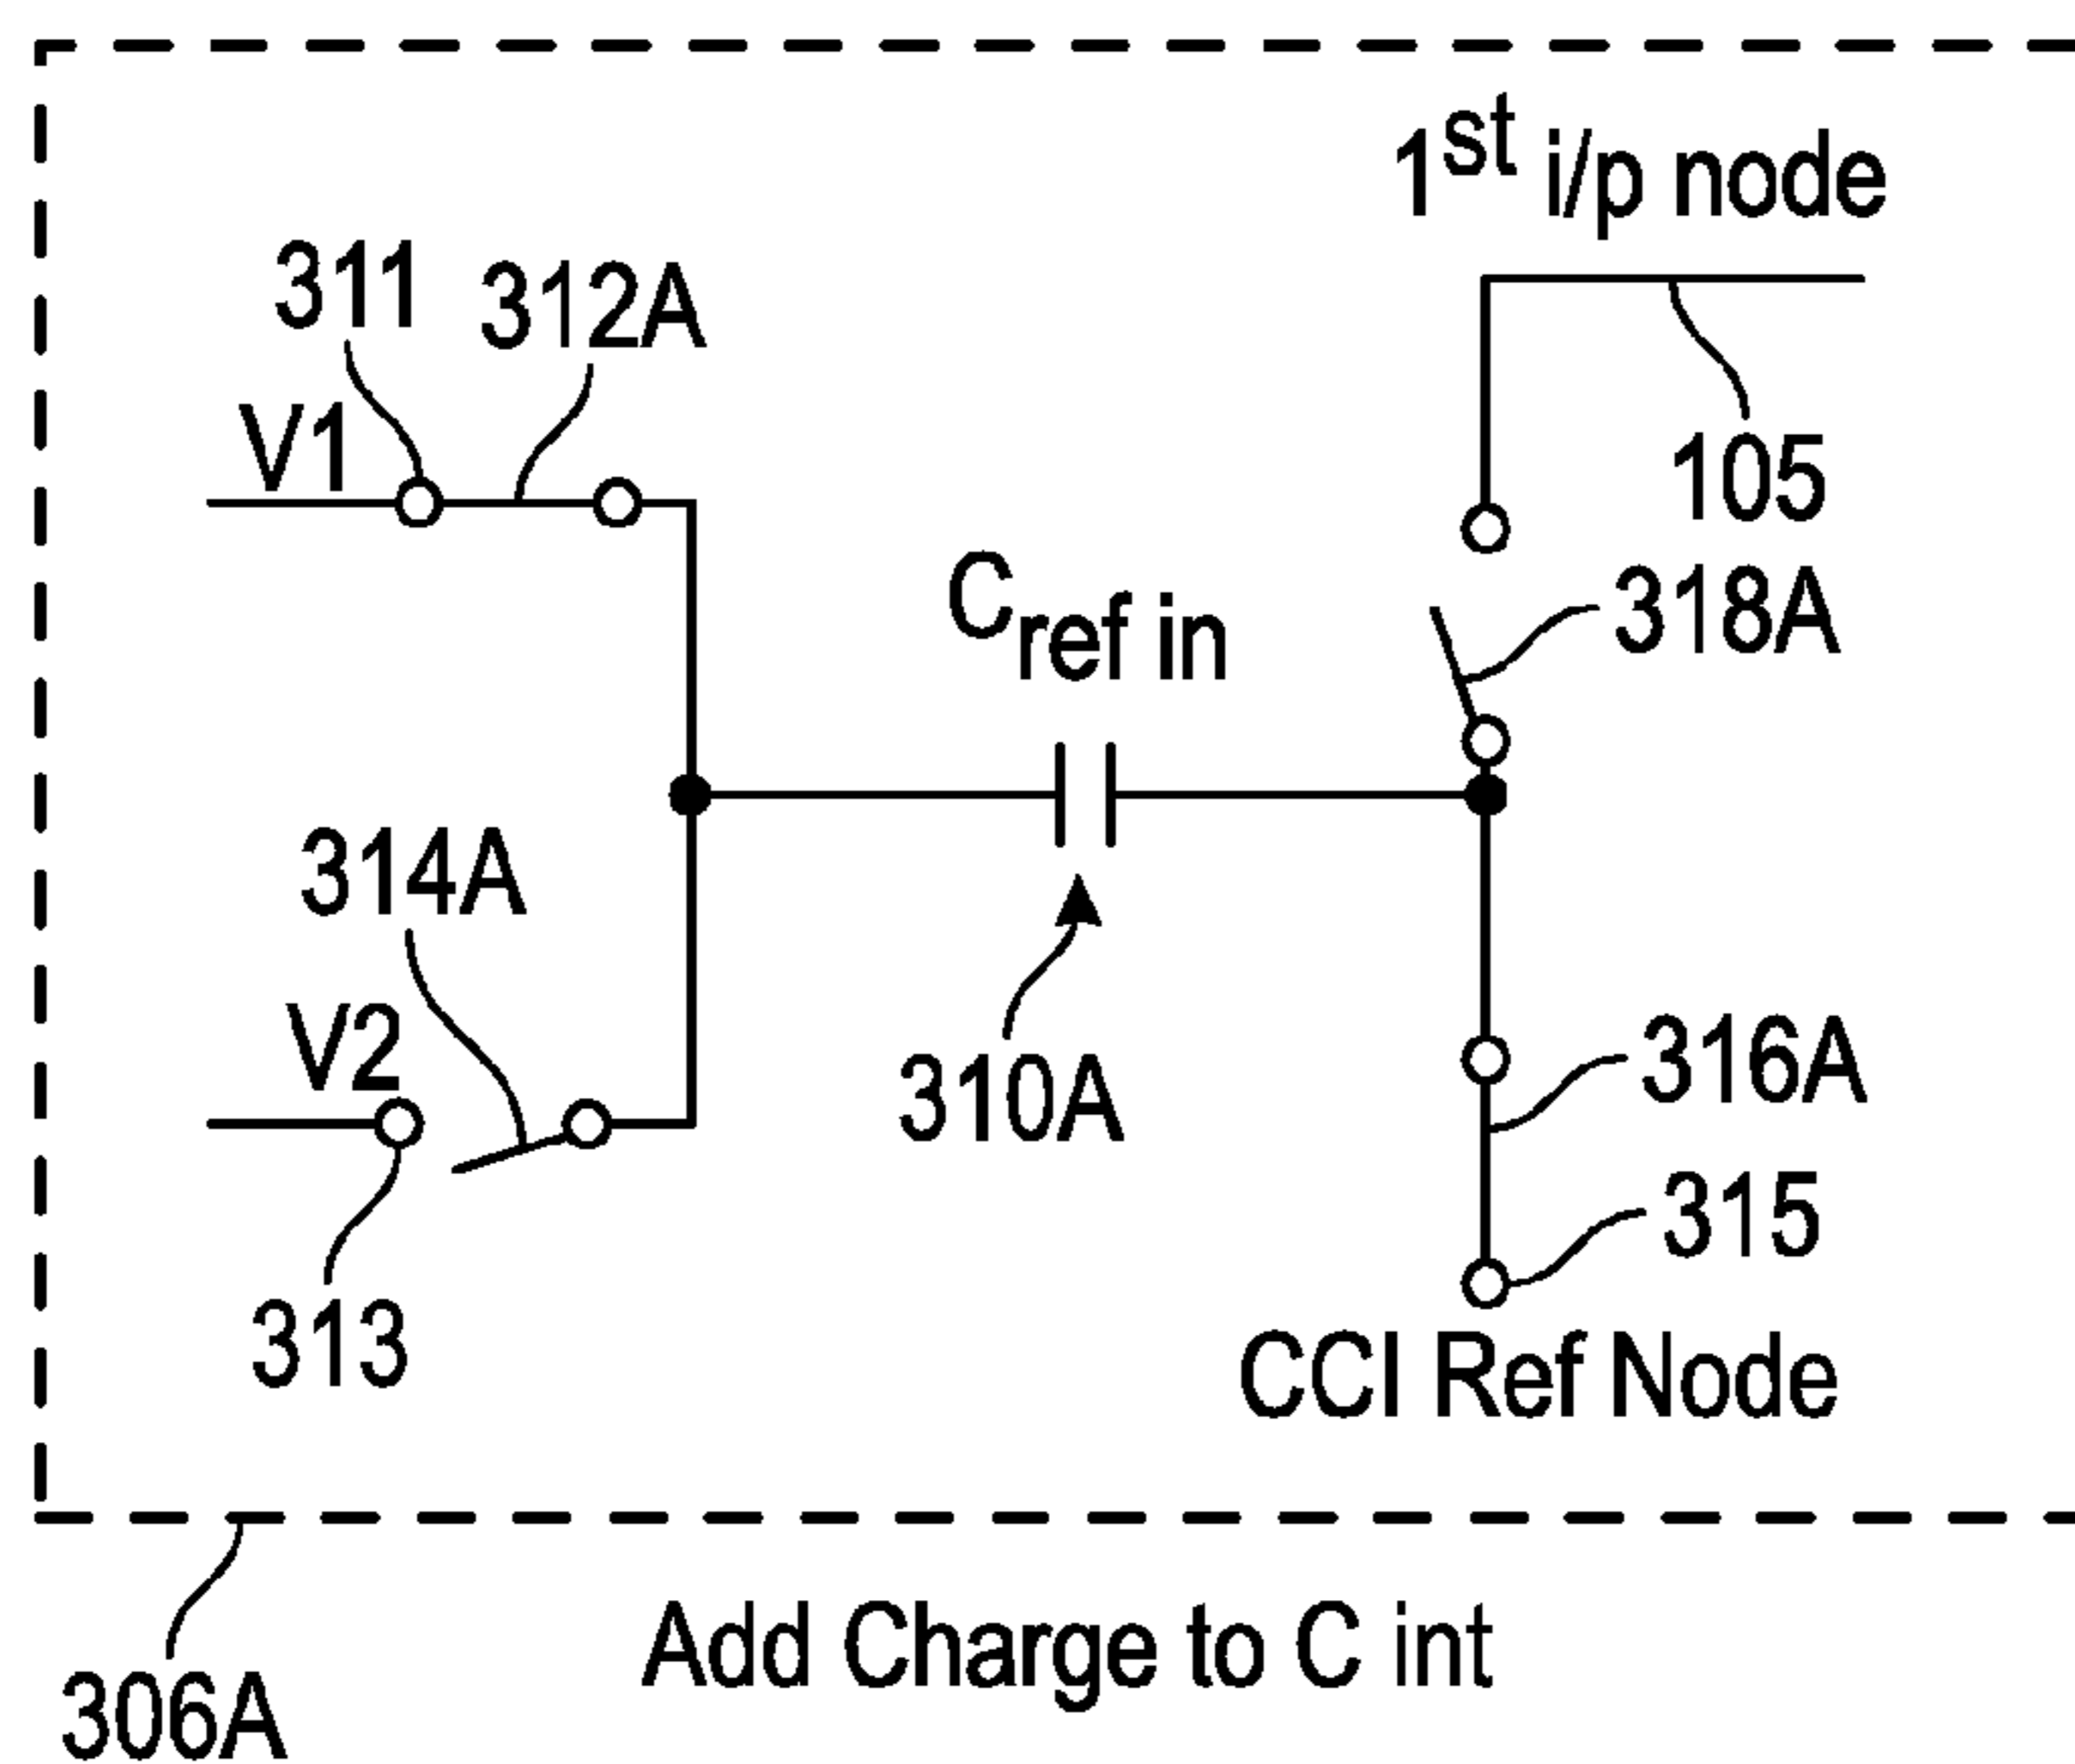 1st i/p node
311
312A
V1
105
Cref in
318A
314A
V2
310A
316A
315
313
CCI Ref Node
Add Charge to C int
306A